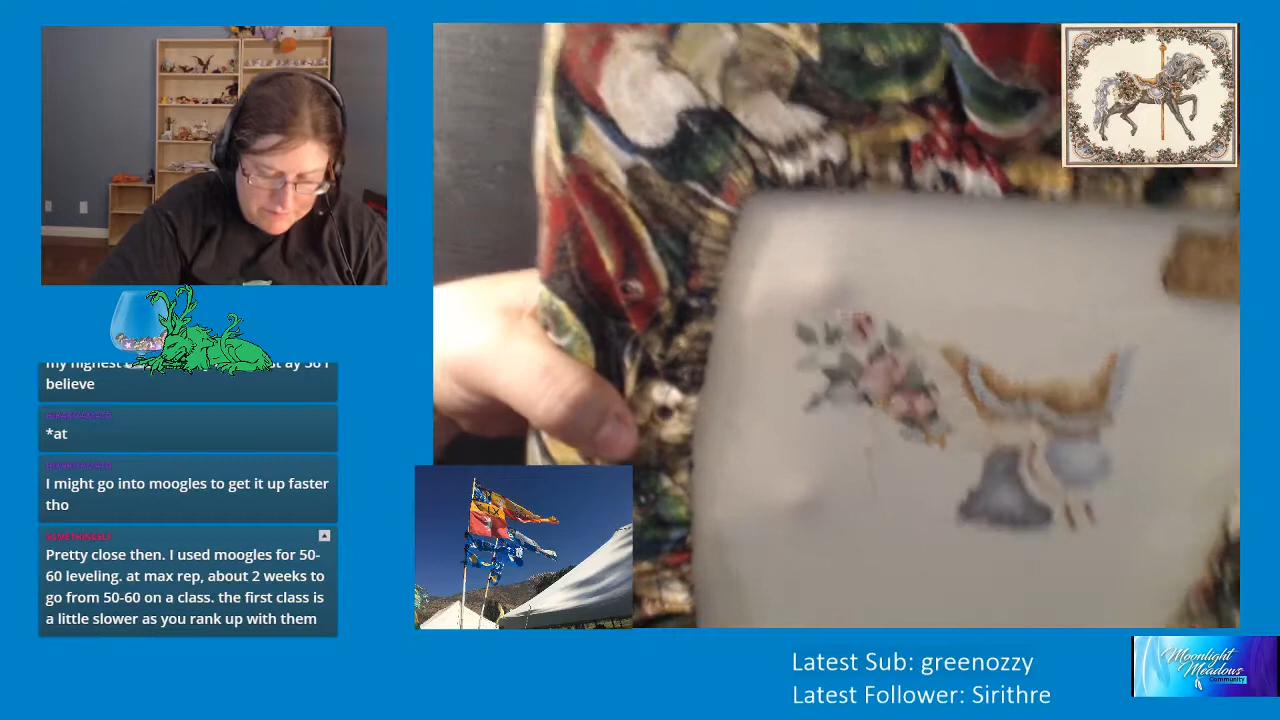 believe
*at
I might go into moogles to get it up faster
tho
Pretty close then. I used moogles for 50-
60 leveling. at max rep, about 2 weeks to
go from 50-60 on a class. the first class is
a little slower as you rank up with them
Latest Sub: greenozzy
Latest Follower: Sirithre
Moonlight
Meadows
Community